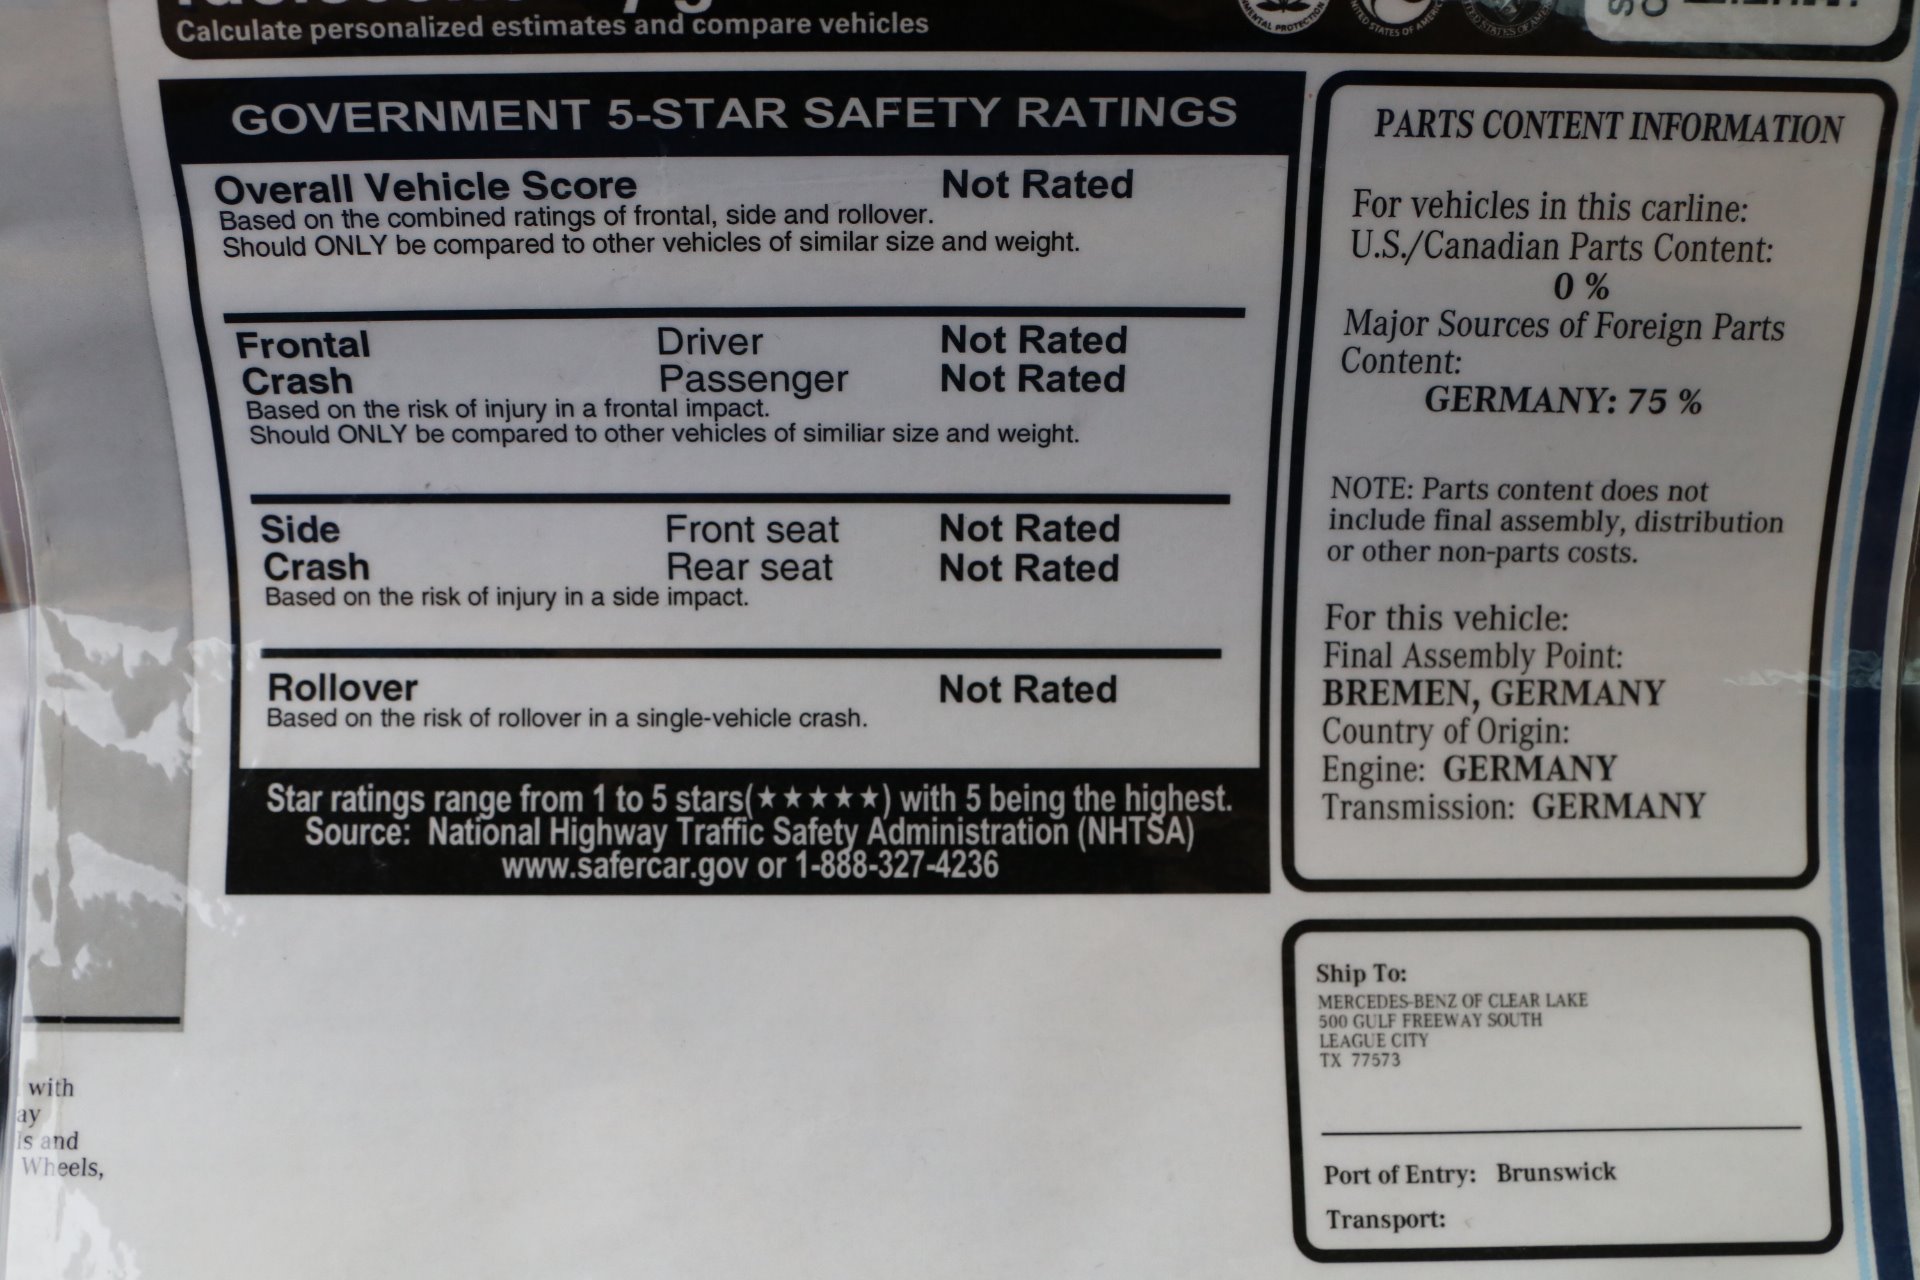 Calculate personalized estimates and compare vehicles
GOVERNMENT 5-STAR SAFETY RATINGS
Overall Vehicle Score Not Rated
Based on the combined ratings of frontal, side and rollover.
Should ONLY be compared to other vehicles of similar size and weight.
Frontal Driver Not Rated
Crash Passenger Not Rated
Based on the risk of injury in a frontal impact.
Should ONLY be compared to other vehicles of similiar size and weight.
Side Front seat Not Rated
Crash Rear seat Not Rated
Based on the risk of injury in a side impact.
Rollover Not Rated
Based on the risk of rollover in a single-vehicle crash.
Star ratings range from 1 to 5 stars(★★★★★) with 5 being the highest.
Source: National Highway Traffic Safety Administration (NHTSA)
www.safercar.gov or 1-888-327-4236
PARTS CONTENT INFORMATION
For vehicles in this carline:
U.S./Canadian Parts Content:
0 %
Major Sources of Foreign Parts
Content:
GERMANY: 75 %
NOTE: Parts content does not
include final assembly, distribution
or other non-parts costs.
For this vehicle:
Final Assembly Point:
BREMEN, GERMANY
Country of Origin:
Engine: GERMANY
Transmission: GERMANY
Ship To:
MERCEDES-BENZ OF CLEAR LAKE
500 GULF FREEWAY SOUTH
LEAGUE CITY
TX 77573
Port of Entry: Brunswick
Transport:
with
ay
ls and
Wheels,